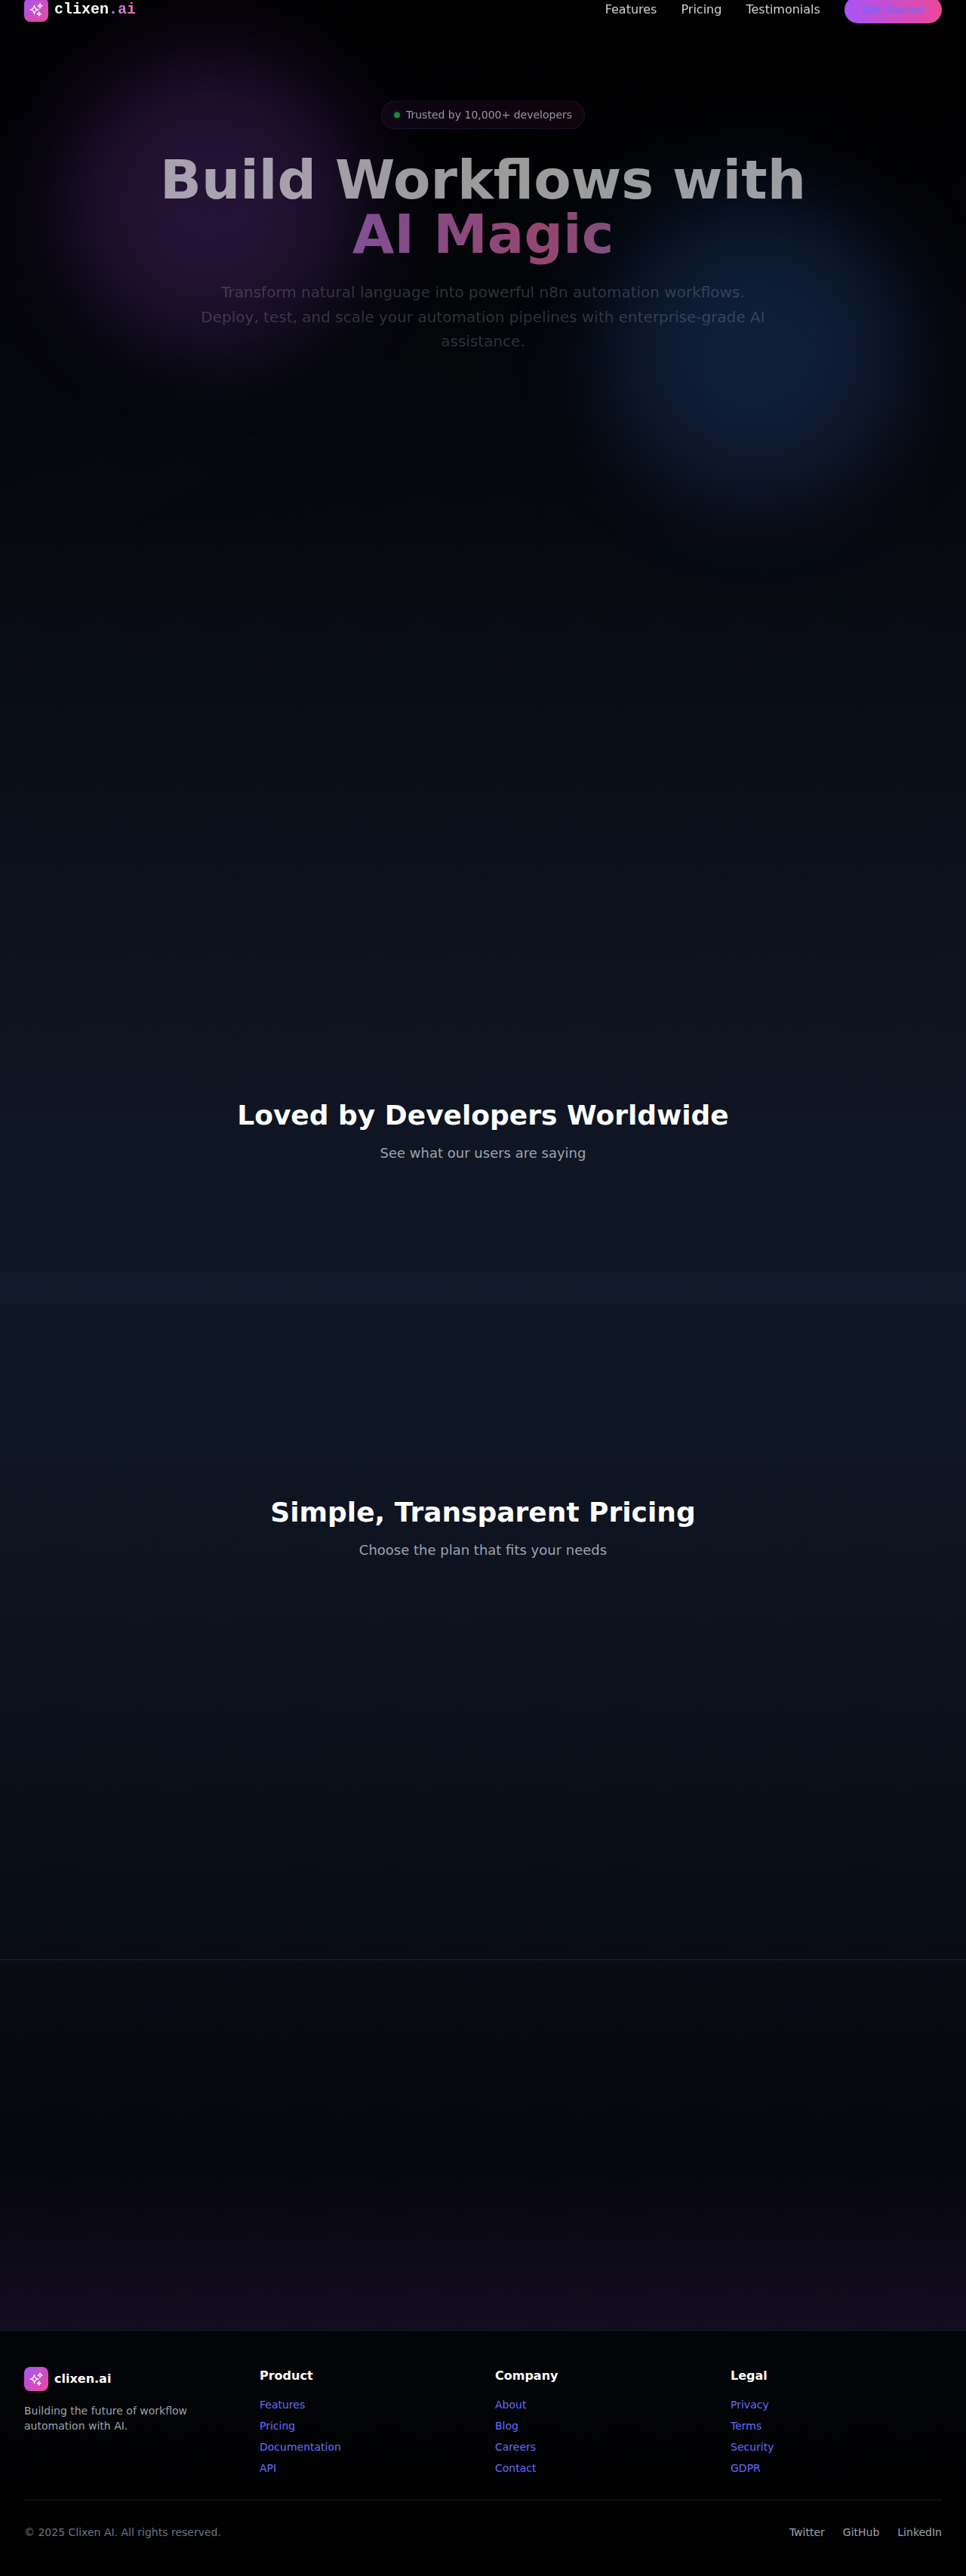 clixen.ai
Features
Pricing
Testimonials
Get Started
Trusted by 10,000+ developers
Build Workflows with
AI Magic
Transform natural language into powerful n8n automation workflows.
Deploy, test, and scale your automation pipelines with enterprise-grade AI
assistance.
Loved by Developers Worldwide
See what our users are saying
Simple, Transparent Pricing
Choose the plan that fits your needs
clixen.ai
Building the future of workflow
automation with AI.
Product
Features
Pricing
Documentation
API
Company
About
Blog
Careers
Contact
Legal
Privacy
Terms
Security
GDPR
© 2025 Clixen AI. All rights reserved.
Twitter
GitHub
LinkedIn